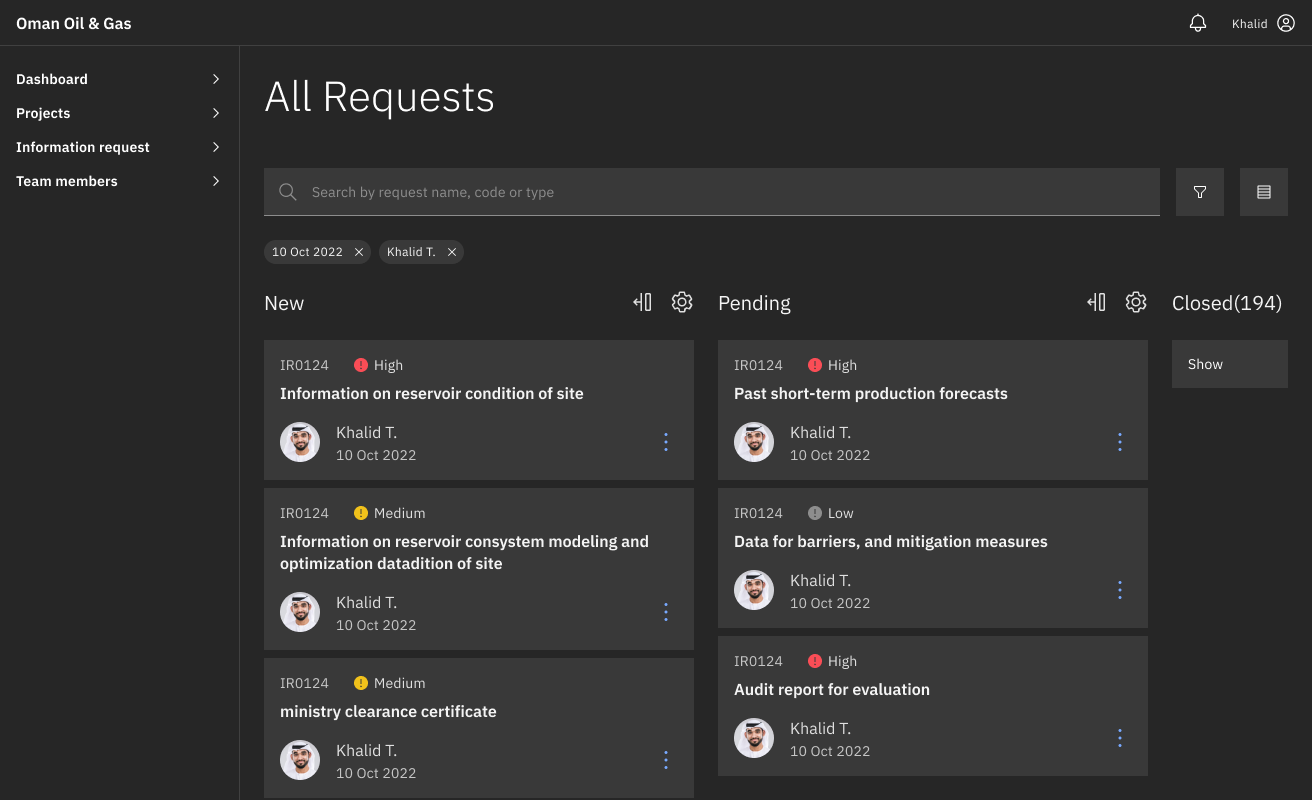 Oman Oil & Gas
Khalid
Dashboard
Projects
Information request
Team members
All Requests
Search by request name, code or type
10 Oct 2022
Khalid T.
New
IR0124 High
Information on reservoir condition of site
Khalid T.
10 Oct 2022
IR0124 Medium
Information on reservoir consystem modeling and
optimization datadition of site
Khalid T.
10 Oct 2022
IR0124 Medium
ministry clearance certificate
Khalid T.
10 Oct 2022
Pending
IR0124 High
Past short-term production forecasts
Khalid T.
10 Oct 2022
IR0124 Low
Data for barriers, and mitigation measures
Khalid T.
10 Oct 2022
IR0124 High
Audit report for evaluation
Khalid T.
10 Oct 2022
Closed(194)
Show